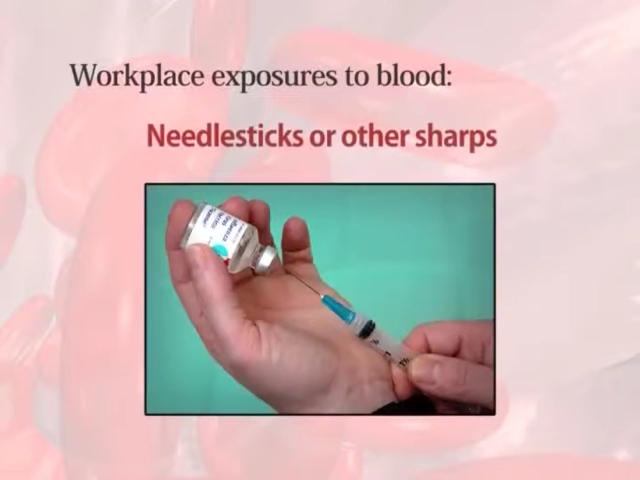 Workplace exposures to blood:
Needlesticks or other sharps